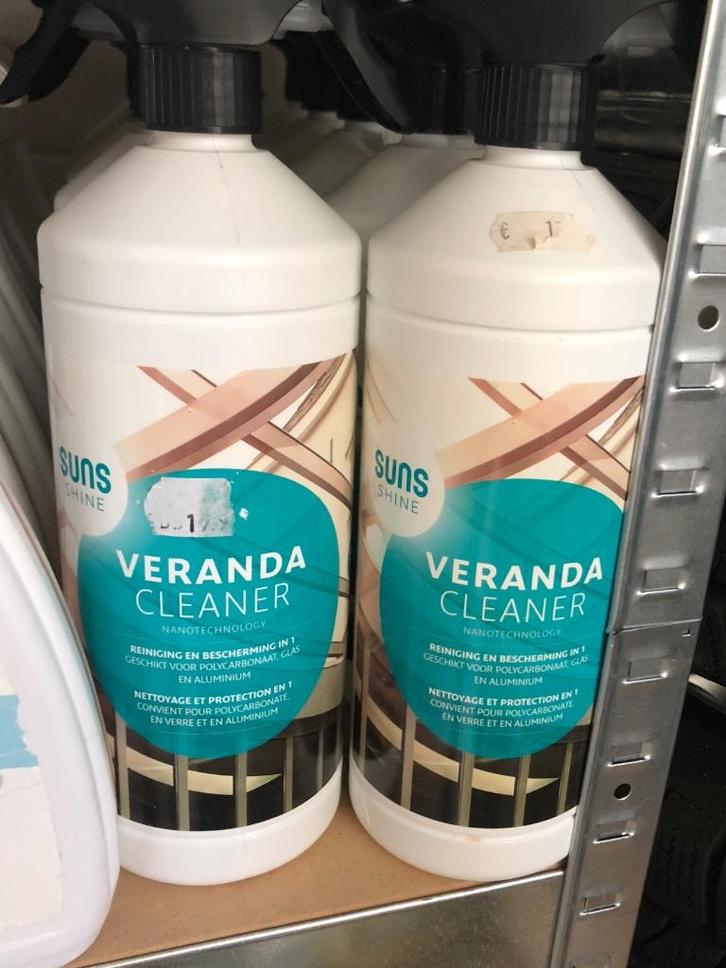 SUNS
SHINE
VERANDA
CLEANER
NANOTECHNOLOGY
REINIGING EN BESCHERMING IN 1
GESCHIKT VOOR POLYCARBONAAT, GLAS
EN ALUMINIUM
NETTOYAGE ET PROTECTION EN 1
CONVIENT POUR POLYCARBONATE,
EN VERRE ET EN ALUMINIUM
€ 1
SUNS
SHINE
VERANDA
CLEANER
NANOTECHNOLOGY
REINIGING EN BESCHERMING IN 1
GESCHIKT VOOR POLYCARBONAAT, GLAS
EN ALUMINIUM
NETTOYAGE ET PROTECTION EN 1
CONVIENT POUR POLYCARBONATE,
EN VERRE ET EN ALUMINIUM